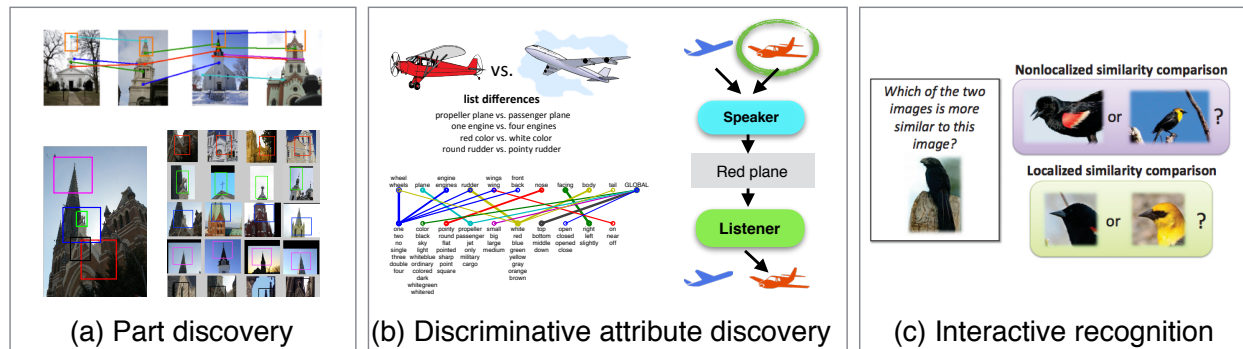 VS.
list differences
propeller plane vs. passenger plane
one engine vs. four engines
red color vs. white color
round rudder vs. pointy rudder
wheel engine wings front
wheels plane engines rudder wing back nose facing body tail GLOBAL
one color pointy propeller small white top open right on
two black round passenger big red bottom closed left near
no sky flat jet large blue middle opened slightly off
single light pointed only medium green down close
three whiteblue sharp military yellow
double ordinary point cargo gray
four colored square orange
dark brown
whitegreen
whitered
Speaker
Red plane
Listener
Which of the two
images is more
similar to this
image?
Nonlocalized similarity comparison
or ?
Localized similarity comparison
or ?
(a) Part discovery
(b) Discriminative attribute discovery
(c) Interactive recognition